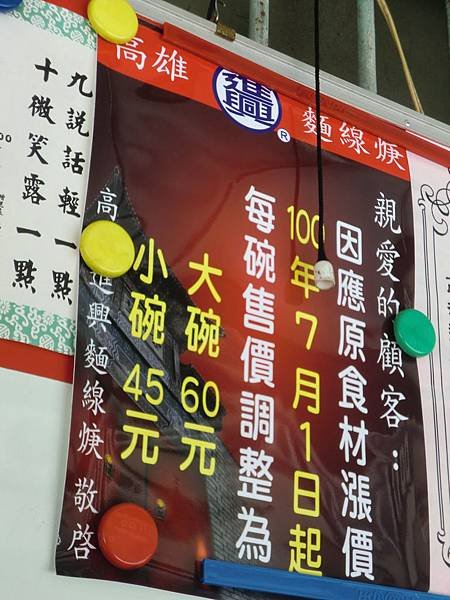 高雄
麵線焿
®
親愛的顧客：
因應原食材漲價
100年7月1日起
每碗售價調整為
大碗60元
小碗45元
高
進興麵線焿 敬啓
九說話輕一點
十微笑露一點